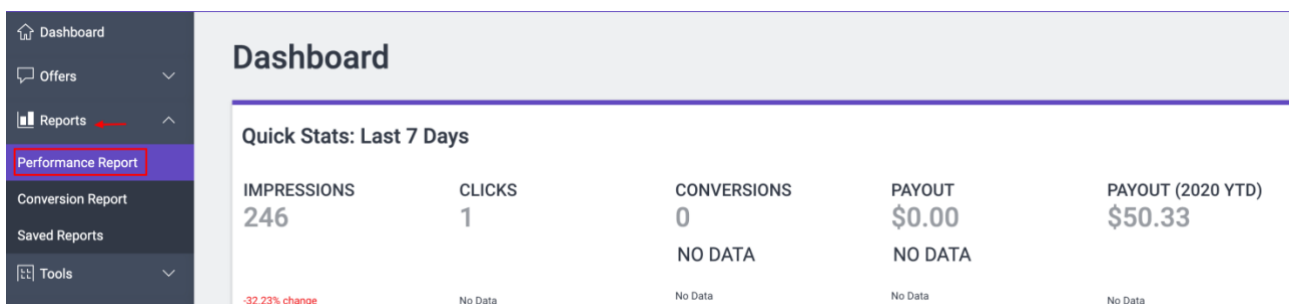 Dashboard
Offers
Reports
Performance Report
Conversion Report
Saved Reports
Tools
Dashboard
Quick Stats: Last 7 Days
IMPRESSIONS
246
-32.23% change
CLICKS
1
No Data
CONVERSIONS
0
NO DATA
No Data
PAYOUT
$0.00
NO DATA
No Data
PAYOUT (2020 YTD)
$50.33
No Data